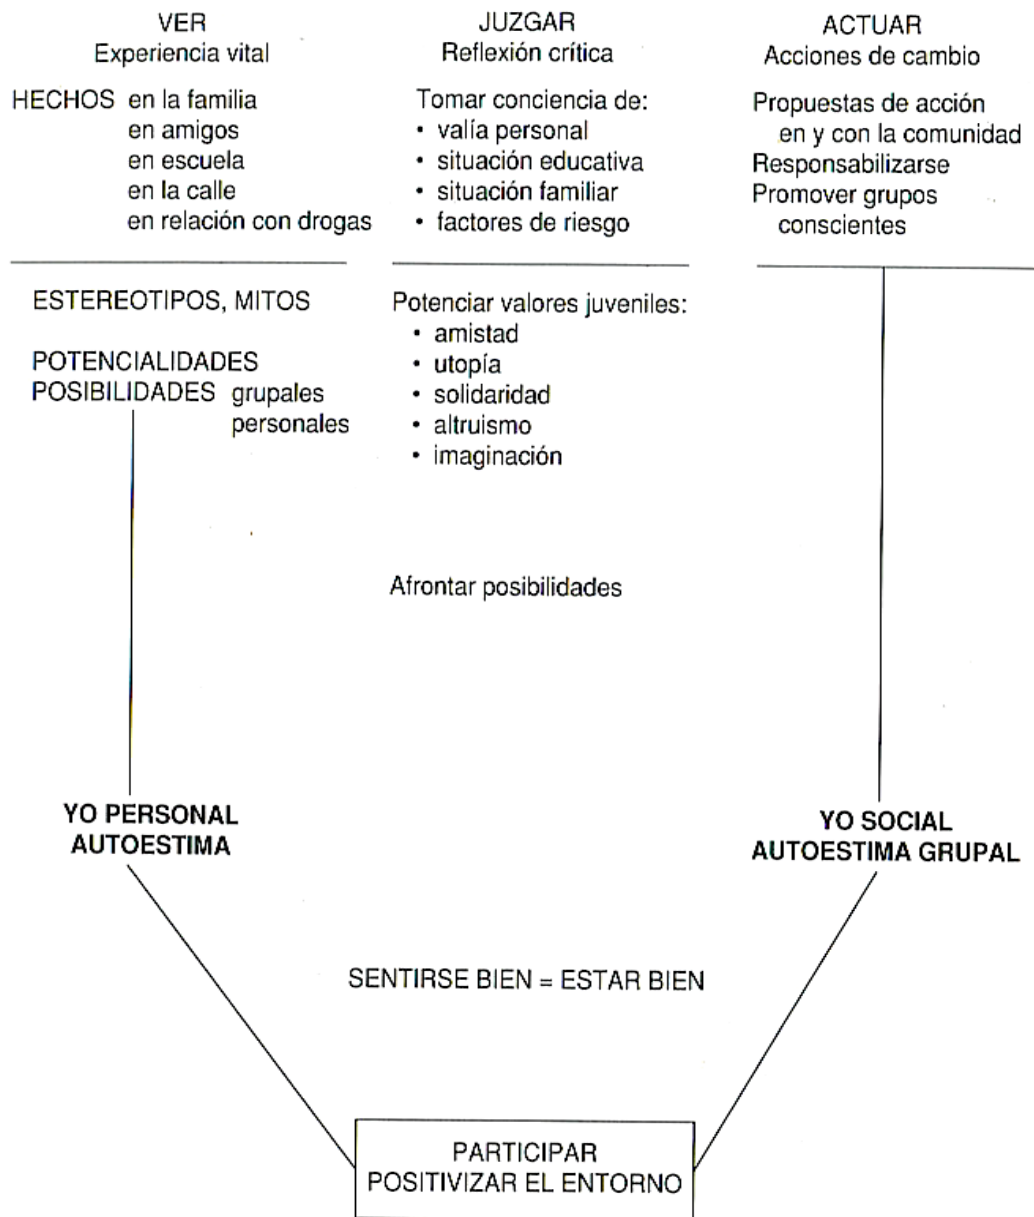 VER
Experiencia vital
HECHOS en la familia
en amigos
en escuela
en la calle
en relación con drogas
ESTEREOTIPOS, MITOS
POTENCIALIDADES
POSIBILIDADES grupales
personales
JUZGAR
Reflexión crítica
Tomar conciencia de:
• valía personal
• situación educativa
• situación familiar
• factores de riesgo
Potenciar valores juveniles:
• amistad
• utopía
• solidaridad
• altruismo
• imaginación
Afrontar posibilidades
ACTUAR
Acciones de cambio
Propuestas de acción
en y con la comunidad
Responsabilizarse
Promover grupos
conscientes
YO PERSONAL
AUTOESTIMA
YO SOCIAL
AUTOESTIMA GRUPAL
SENTIRSE BIEN = ESTAR BIEN
PARTICIPAR
POSITIVIZAR EL ENTORNO